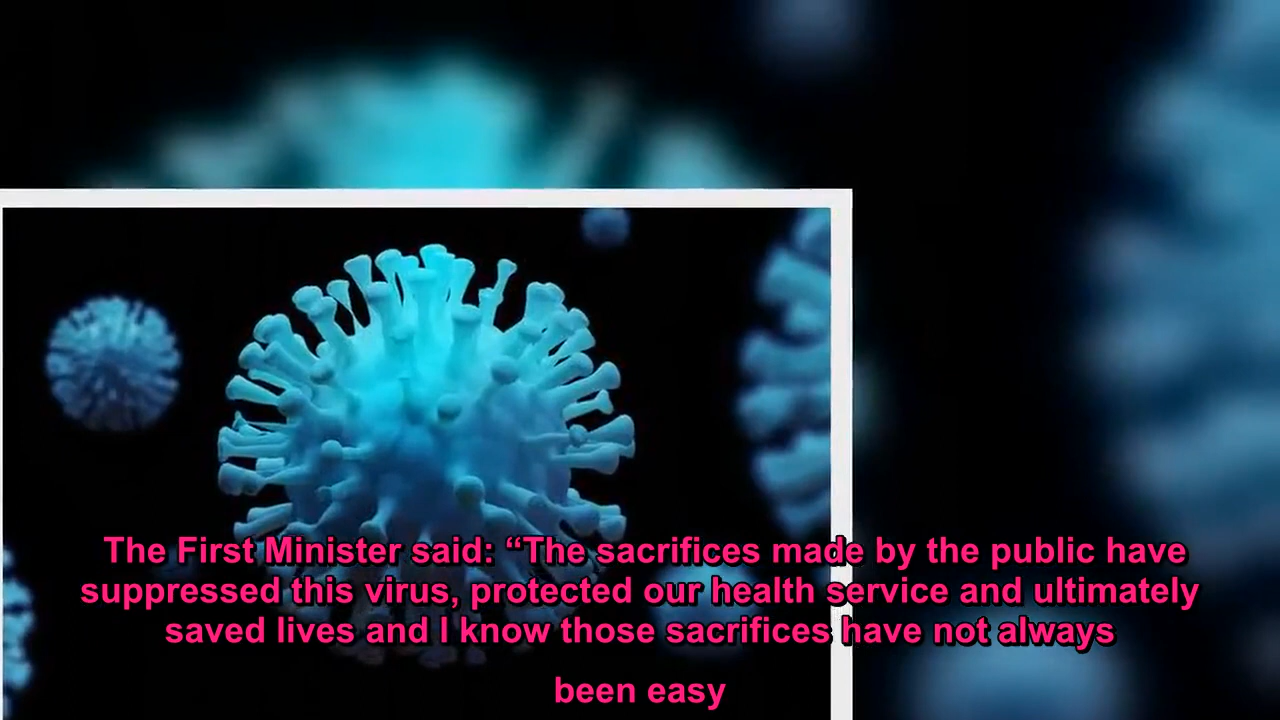 The First Minister said: “The sacrifices made by the public have
suppressed this virus, protected our health service and ultimately
saved lives and I know those sacrifices have not always
been easy